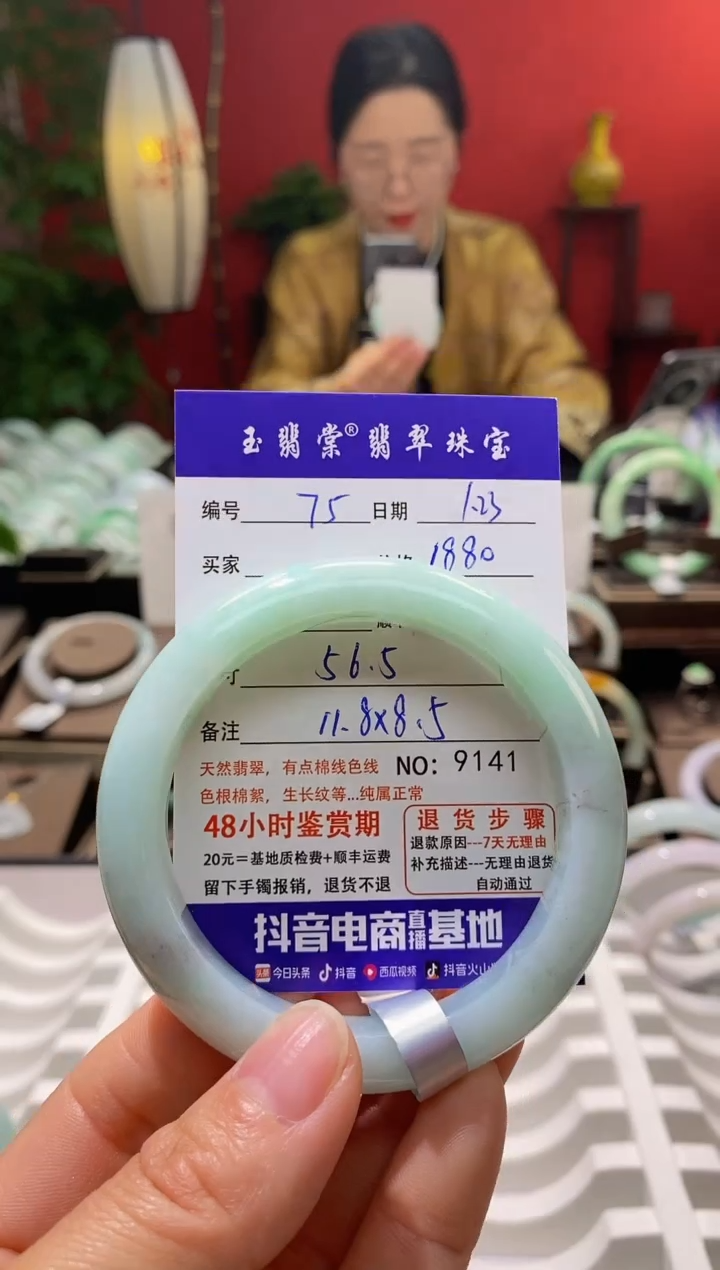 玉翡棠®翡翠珠宝
编号 75 日期 1.23
买家 1880
寸 56.5
备注 11.8×8.5
天然翡翠，有点棉线色线 NO: 9141
色根棉絮，生长纹等...纯属正常
48小时鉴赏期
20元=基地质检费+顺丰运费
留下手镯报销，退货不退
退货步骤
退款原因---7天无理由
补充描述---无理由退货
自动通过
抖音电商直播基地
头条 今日头条 抖音 西瓜视频 抖音火山